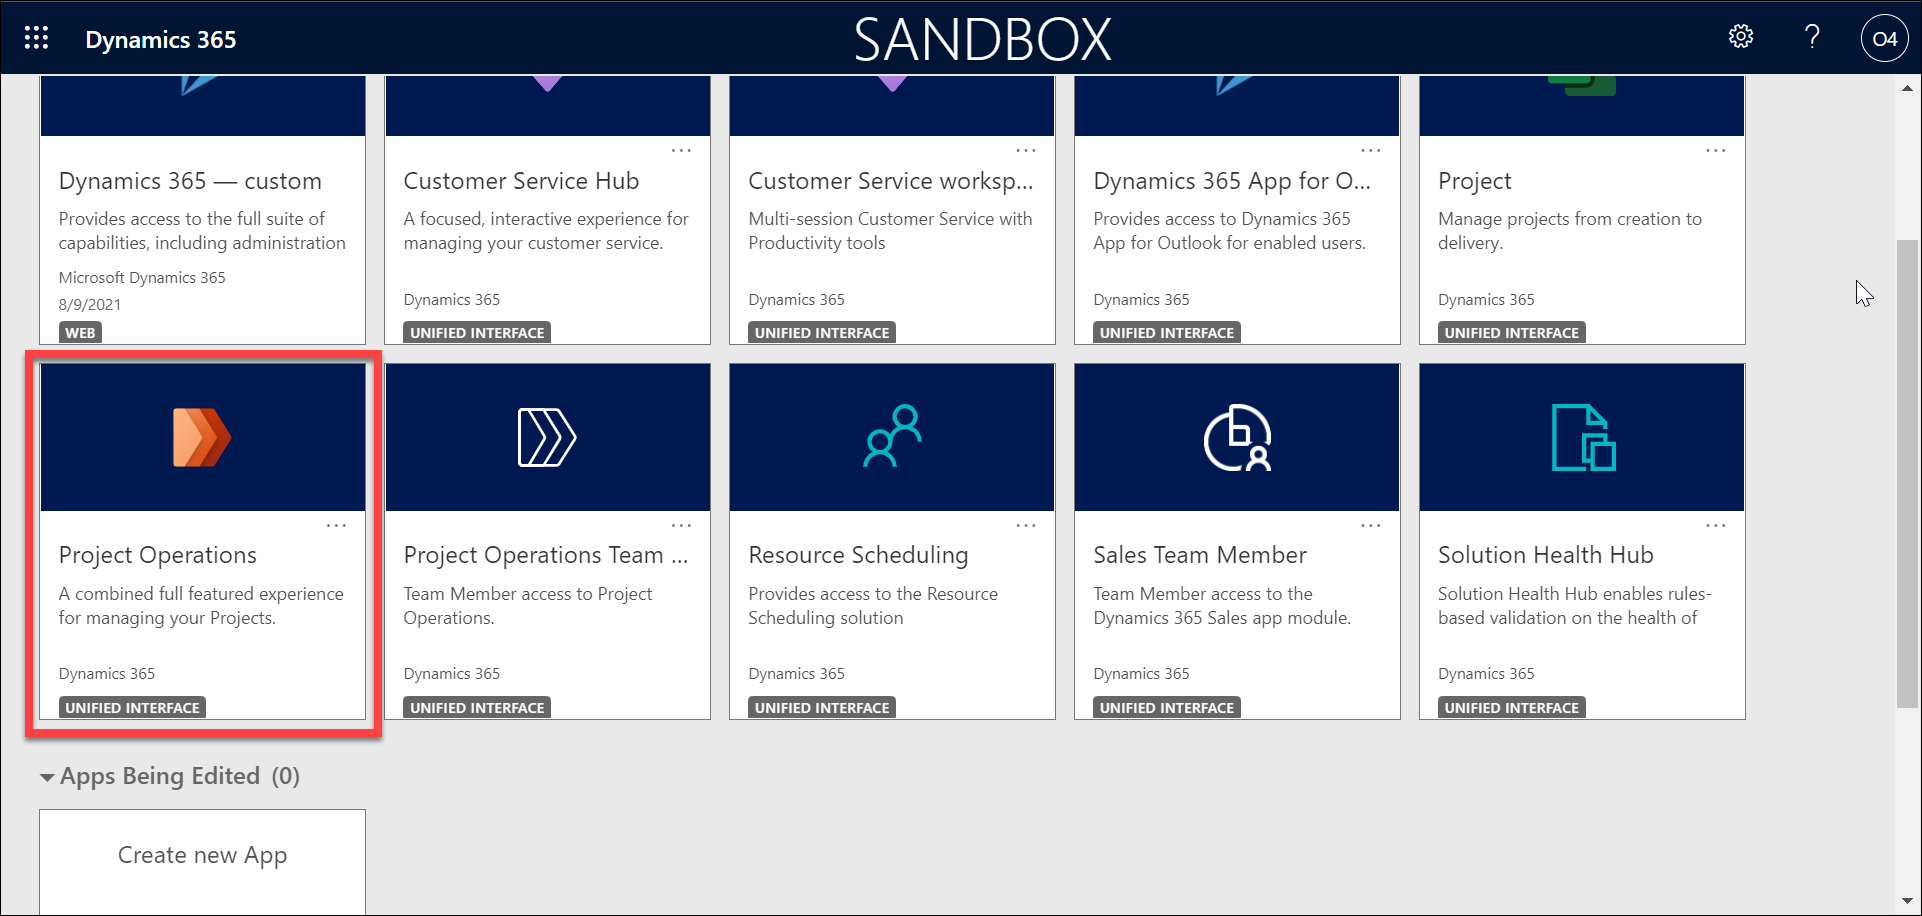 Dynamics 365
SANDBOX
?
O4
Dynamics 365 — custom
Provides access to the full suite of
capabilities, including administration
Microsoft Dynamics 365
8/9/2021
WEB
...
Customer Service Hub
A focused, interactive experience for
managing your customer service.
Dynamics 365
UNIFIED INTERFACE
...
Customer Service worksp...
Multi-session Customer Service with
Productivity tools
Dynamics 365
UNIFIED INTERFACE
...
Dynamics 365 App for O...
Provides access to Dynamics 365
App for Outlook for enabled users.
Dynamics 365
UNIFIED INTERFACE
...
Project
Manage projects from creation to
delivery.
Dynamics 365
UNIFIED INTERFACE
...
Project Operations
A combined full featured experience
for managing your Projects.
Dynamics 365
UNIFIED INTERFACE
...
Project Operations Team ...
Team Member access to Project
Operations.
Dynamics 365
UNIFIED INTERFACE
...
Resource Scheduling
Provides access to the Resource
Scheduling solution
Dynamics 365
UNIFIED INTERFACE
...
Sales Team Member
Team Member access to the
Dynamics 365 Sales app module.
Dynamics 365
UNIFIED INTERFACE
...
Solution Health Hub
Solution Health Hub enables rules-
based validation on the health of
Dynamics 365
UNIFIED INTERFACE
Apps Being Edited (0)
Create new App